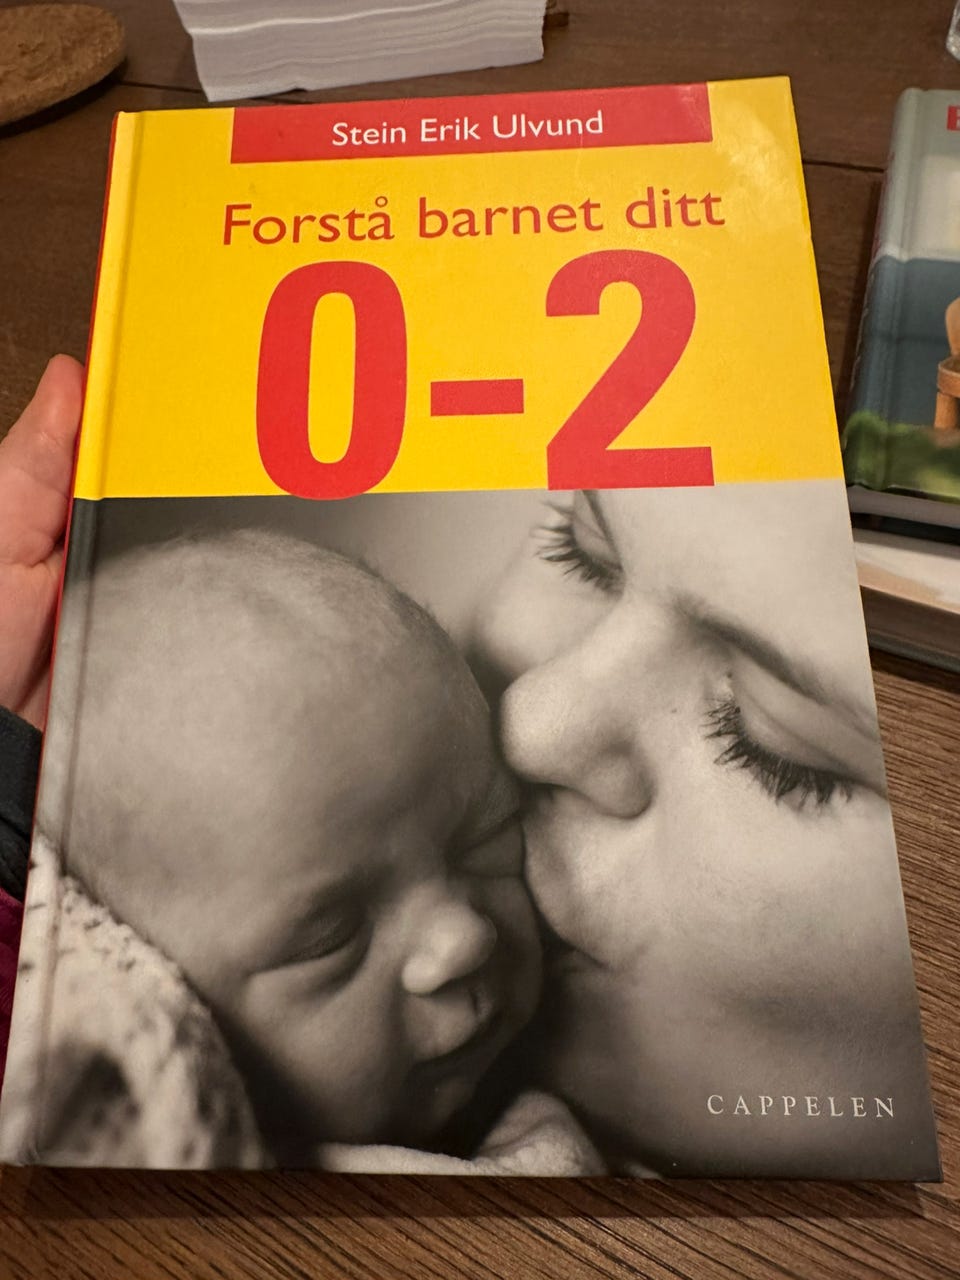 Stein Erik Ulvund
Forstå barnet ditt
0-2
CAPPELEN